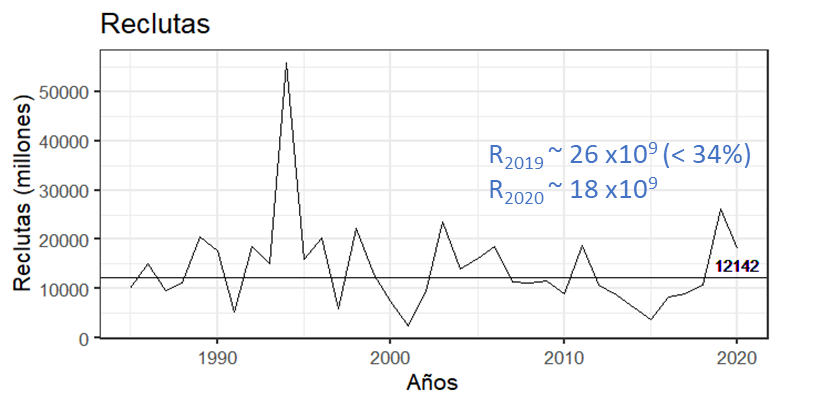 Reclutas
Reclutas (millones)
50000
40000
30000
20000
10000
0
R2019 ~ 26 x10⁹ (< 34%)
R2020 ~ 18 x10⁹
12142
1990
2000
2010
2020
Años